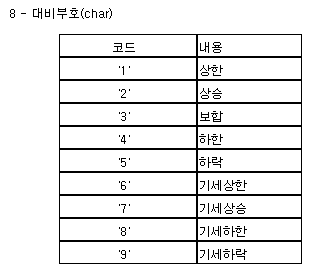 8 - 대비부호(char)
코드 내용
'1' 상한
'2' 상승
'3' 보합
'4' 하한
'5' 하락
'6' 기세상한
'7' 기세상승
'8' 기세하한
'9' 기세하락